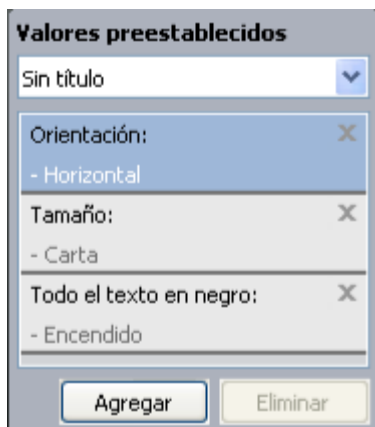 Valores preestablecidos
Sin título
Orientación:
- Horizontal
Tamaño:
- Carta
Todo el texto en negro:
- Encendido
Agregar Eliminar